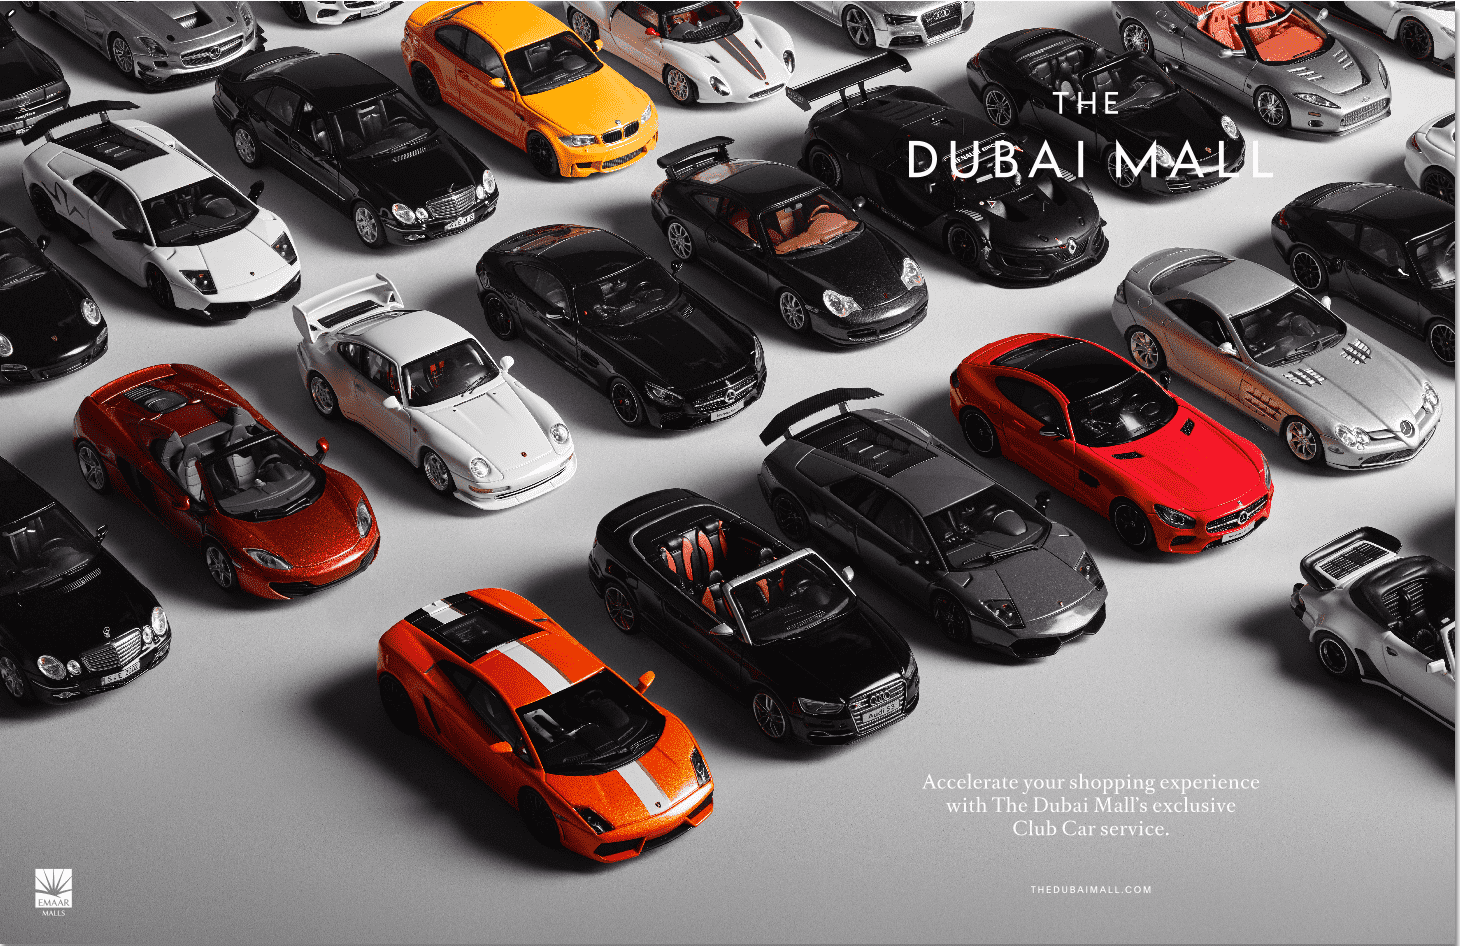 THE
DUBAI MALL
Accelerate your shopping experience
with The Dubai Mall's exclusive
Club Car service.
THEDUBAIMALL.COM
EMAAR
MALLS